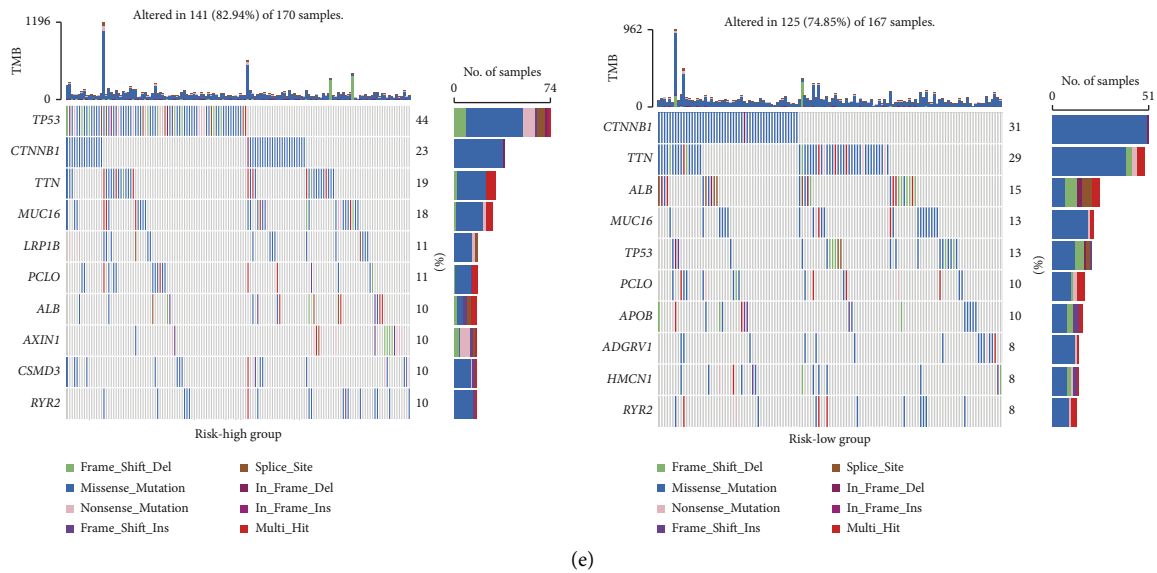 Altered in 141 (82.94%) of 170 samples.
1196
TMB
0
No. of samples
0 74
TP53 44
CTNNB1 23
TTN 19
MUC16 18
LRP1B 11
PCLO 11
ALB 10
AXIN1 10
CSMD3 10
RYR2 10
(%)
Risk-high group
Frame_Shift_Del
Missense_Mutation
Nonsense_Mutation
Frame_Shift_Ins
Splice_Site
In_Frame_Del
In_Frame_Ins
Multi_Hit
Altered in 125 (74.85%) of 167 samples.
962
TMB
0
No. of samples
0 51
CTNNB1 31
TTN 29
ALB 15
MUC16 13
TP53 13
PCLO 10
APOB 10
ADGRV1 8
HMCN1 8
RYR2 8
(%)
Risk-low group
Frame_Shift_Del
Missense_Mutation
Nonsense_Mutation
Frame_Shift_Ins
Splice_Site
In_Frame_Del
In_Frame_Ins
Multi_Hit
(e)